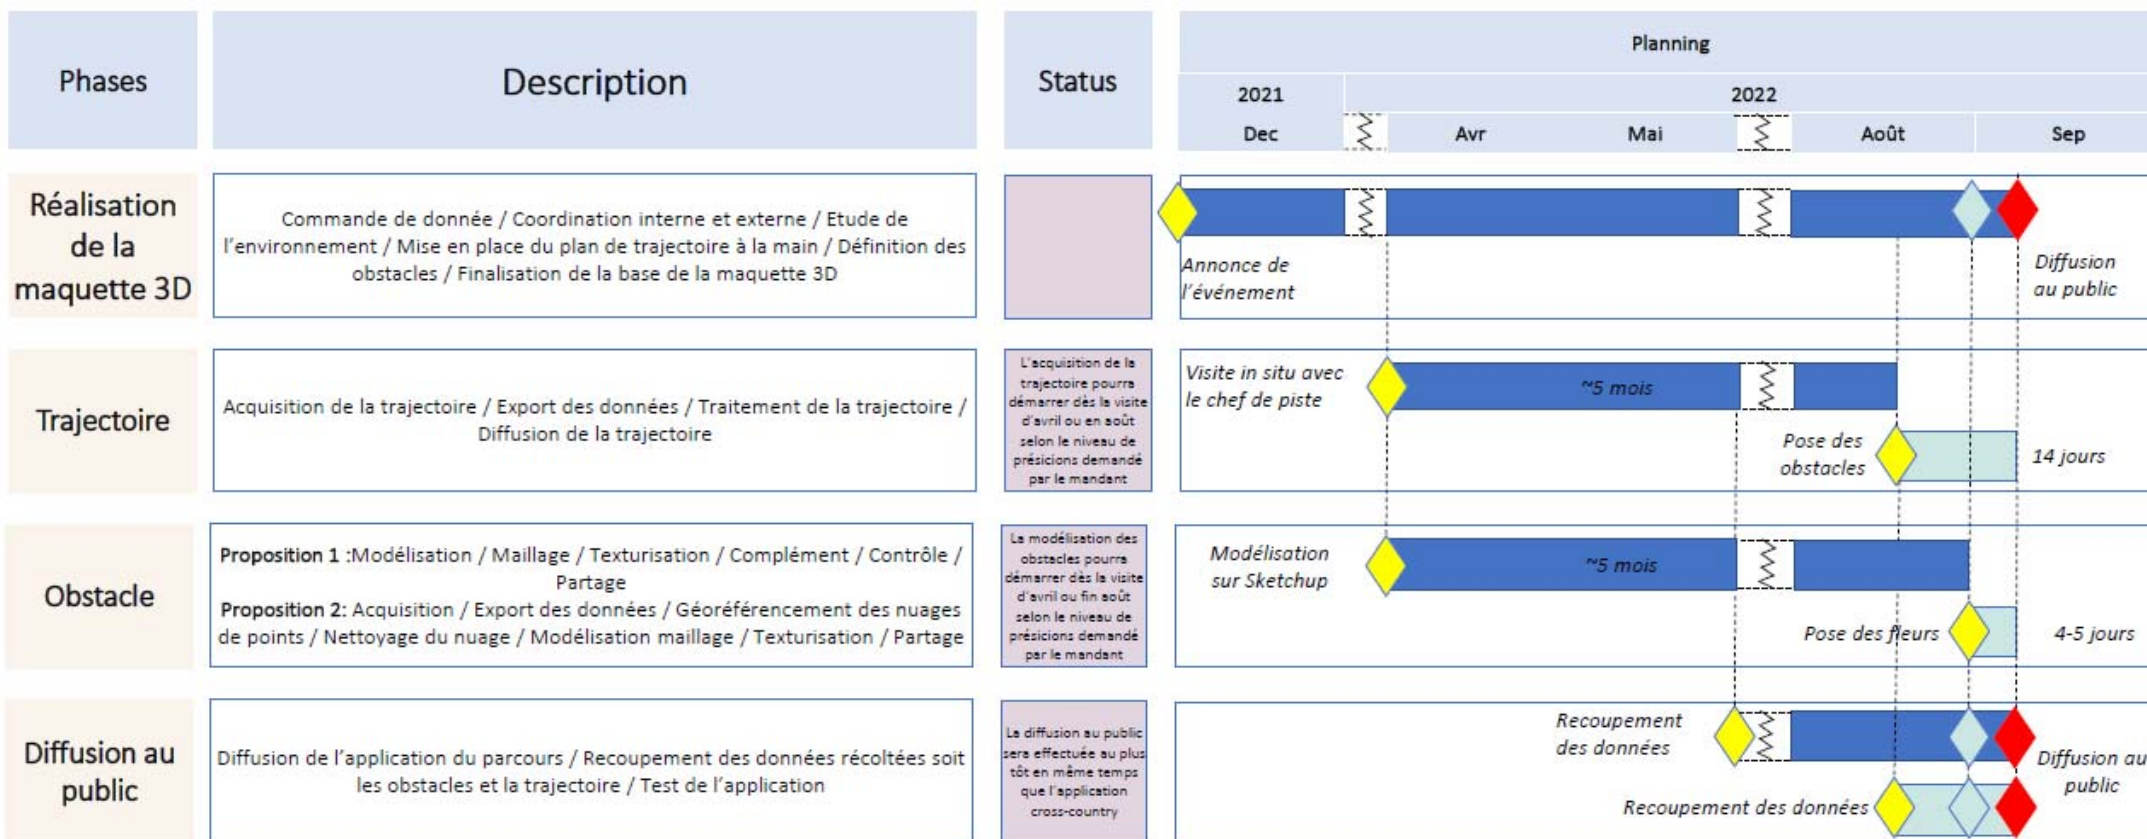 Phases
Description
Status
Planning
2021
2022
Dec
Avr
Mai
Août
Sep
Réalisation
de la
maquette 3D
Commande de donnée / Coordination interne et externe / Etude de
l'environnement / Mise en place du plan de trajectoire à la main / Définition des
obstacles / Finalisation de la base de la maquette 3D
Annonce de
l'événement
Diffusion
au public
Trajectoire
Acquisition de la trajectoire / Export des données / Traitement de la trajectoire /
Diffusion de la trajectoire
L'acquisition de la
trajectoire pourra
démarrer dès la visite
d'avril ou en août
selon le niveau de
présicions demandé
par le mandant
Visite in situ avec
le chef de piste
~5 mois
Pose des
obstacles
14 jours
Obstacle
Proposition 1 :Modélisation / Maillage / Texturisation / Complément / Contrôle /
Partage
Proposition 2: Acquisition / Export des données / Géoréférencement des nuages
de points / Nettoyage du nuage / Modélisation maillage / Texturisation / Partage
La modélisation des
obstacles pourra
démarrer dès la visite
d'avril ou fin août
selon le niveau de
présicions demandé
par le mandant
Modélisation
sur Sketchup
~5 mois
Pose des fleurs
4-5 jours
Diffusion au
public
Diffusion de l'application du parcours / Recoupement des données récoltées soit
les obstacles et la trajectoire / Test de l'application
La diffusion au public
sera effectuée au plus
tôt en même temps
que l'application
cross-country
Recoupement
des données
Diffusion au
public
Recoupement des données